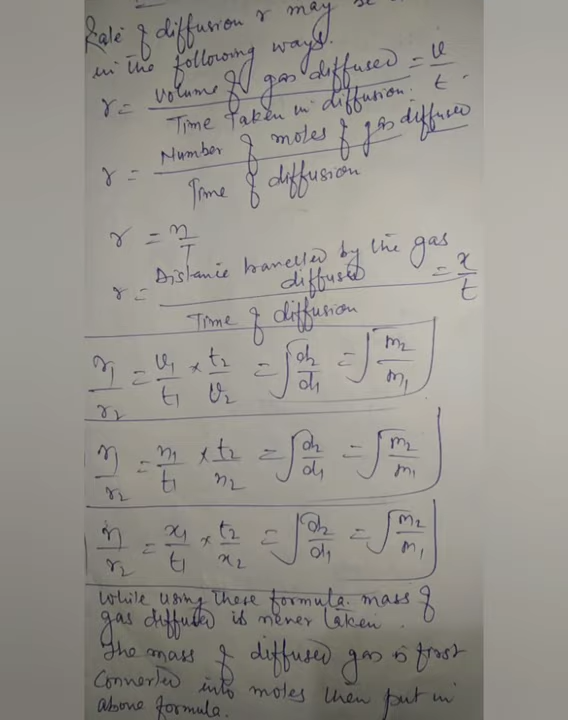 Rate of diffusion r may be
in the following ways.
r = Volume of gas diffused / Time Taken in diffusion. = v/t.
r = Number of moles of gas diffused / Time of diffusion
r = n/T
r = Distance travelled by the gas diffused / Time of diffusion = x/t
r1/r2 = v1/t1 × t2/v2 = √d2/d1 = √m2/m1
r1/r2 = n1/t1 × t2/n2 = √d2/d1 = √m2/m1
r1/r2 = x1/t1 × t2/x2 = √d2/d1 = √m2/m1
While using these formula mass of
gas diffused is never taken.
The mass of diffused gas is first
Converted into moles then put in
above formula.